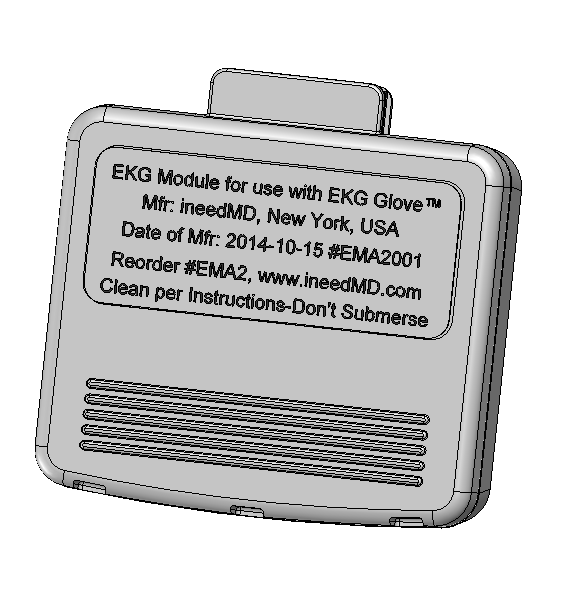 EKG Module for use with EKG Glove™
Mfr: ineedMD, New York, USA
Date of Mfr: 2014-10-15 #EMA2001
Reorder #EMA2, www.ineedMD.com
Clean per Instructions-Don't Submerse